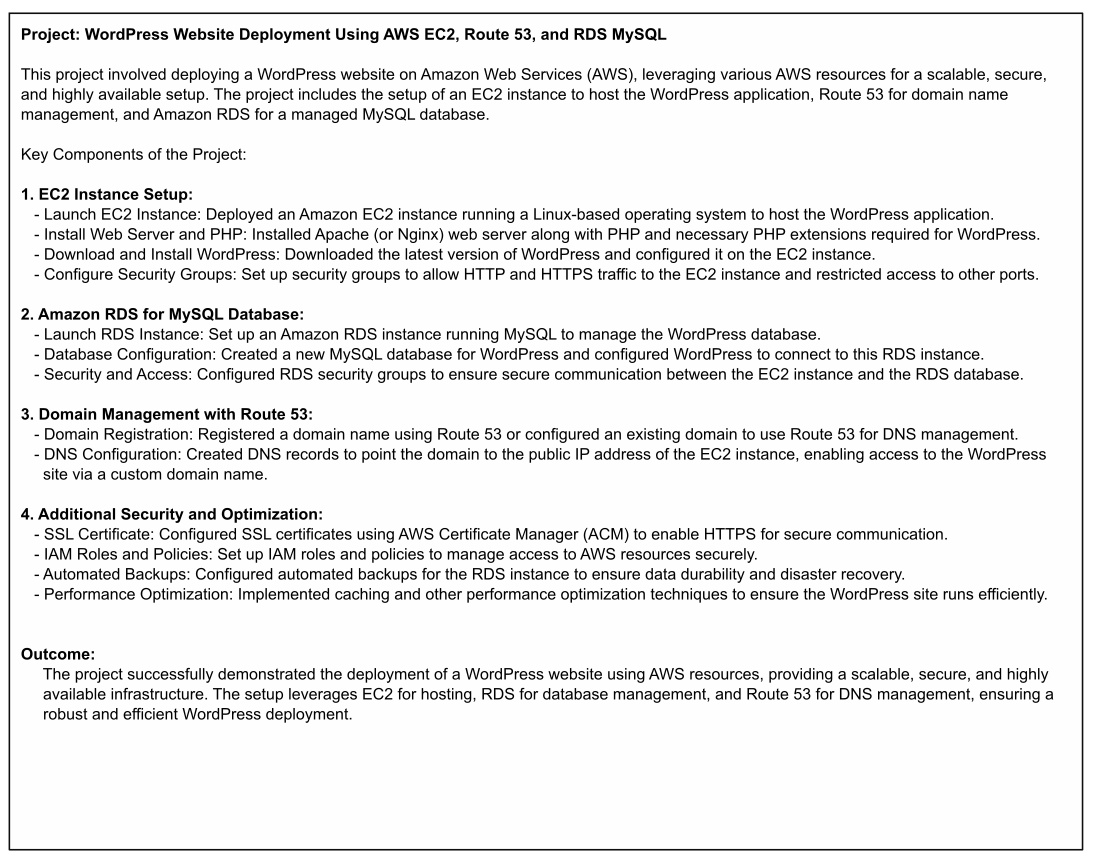 Project: WordPress Website Deployment Using AWS EC2, Route 53, and RDS MySQL
This project involved deploying a WordPress website on Amazon Web Services (AWS), leveraging various AWS resources for a scalable, secure,
and highly available setup. The project includes the setup of an EC2 instance to host the WordPress application, Route 53 for domain name
management, and Amazon RDS for a managed MySQL database.
Key Components of the Project:
1. EC2 Instance Setup:
- Launch EC2 Instance: Deployed an Amazon EC2 instance running a Linux-based operating system to host the WordPress application.
- Install Web Server and PHP: Installed Apache (or Nginx) web server along with PHP and necessary PHP extensions required for WordPress.
- Download and Install WordPress: Downloaded the latest version of WordPress and configured it on the EC2 instance.
- Configure Security Groups: Set up security groups to allow HTTP and HTTPS traffic to the EC2 instance and restricted access to other ports.
2. Amazon RDS for MySQL Database:
- Launch RDS Instance: Set up an Amazon RDS instance running MySQL to manage the WordPress database.
- Database Configuration: Created a new MySQL database for WordPress and configured WordPress to connect to this RDS instance.
- Security and Access: Configured RDS security groups to ensure secure communication between the EC2 instance and the RDS database.
3. Domain Management with Route 53:
- Domain Registration: Registered a domain name using Route 53 or configured an existing domain to use Route 53 for DNS management.
- DNS Configuration: Created DNS records to point the domain to the public IP address of the EC2 instance, enabling access to the WordPress
site via a custom domain name.
4. Additional Security and Optimization:
- SSL Certificate: Configured SSL certificates using AWS Certificate Manager (ACM) to enable HTTPS for secure communication.
- IAM Roles and Policies: Set up IAM roles and policies to manage access to AWS resources securely.
- Automated Backups: Configured automated backups for the RDS instance to ensure data durability and disaster recovery.
- Performance Optimization: Implemented caching and other performance optimization techniques to ensure the WordPress site runs efficiently.
Outcome:
The project successfully demonstrated the deployment of a WordPress website using AWS resources, providing a scalable, secure, and highly
available infrastructure. The setup leverages EC2 for hosting, RDS for database management, and Route 53 for DNS management, ensuring a
robust and efficient WordPress deployment.